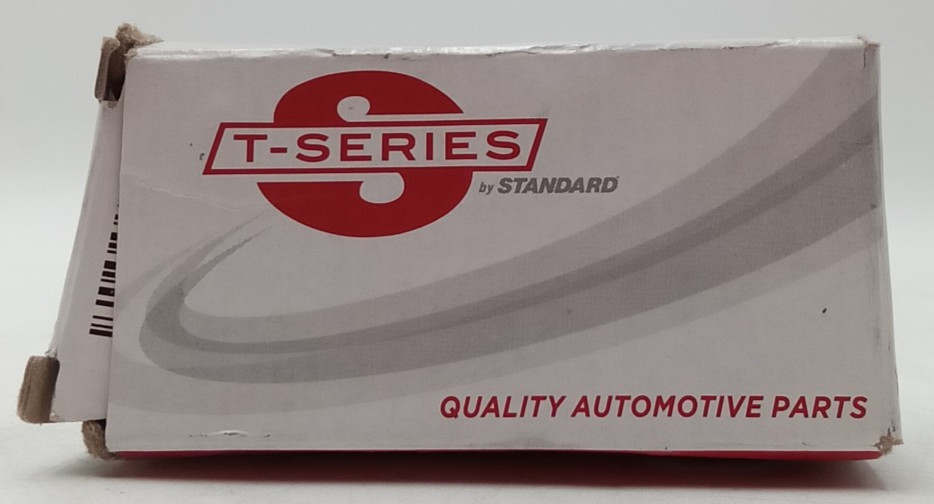 T-SERIES
by STANDARD
QUALITY AUTOMOTIVE PARTS